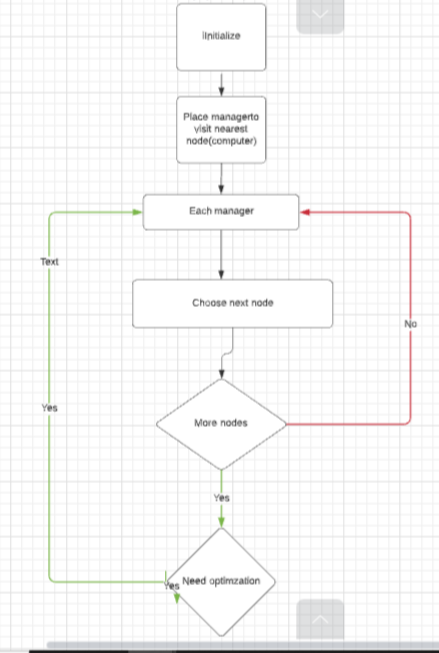 IInitialize
Place managerto
visit nearest
node(computer)
Each manager
Text
Choose next node
No
Yes
More nodes
Yes
Yes
Need optimzation